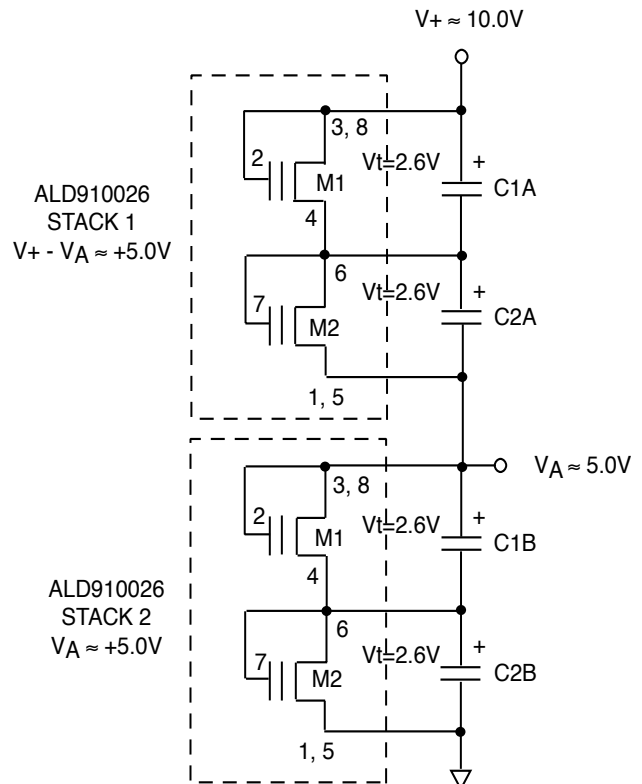 V+ ≈ 10.0V
3, 8
2
Vt=2.6V
+
M1
C1A
ALD910026
STACK 1
V+ - VA ≈ +5.0V
4
6
Vt=2.6V
+
7
C2A
M2
1, 5
3, 8
VA ≈ 5.0V
2
Vt=2.6V
+
M1
C1B
4
ALD910026
STACK 2
VA ≈ +5.0V
6
Vt=2.6V
+
7
M2
C2B
1, 5